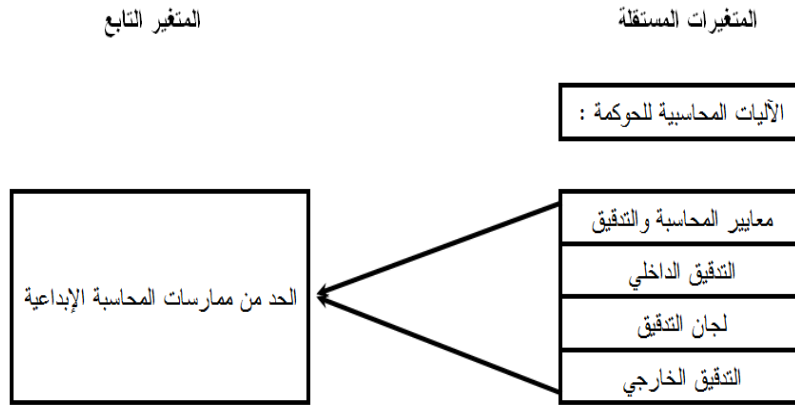 المتغيرات المستقلة
المتغير التابع
الآليات المحاسبية للحوكمة :
معايير المحاسبة والتدقيق
التدقيق الداخلي
لجان التدقيق
التدقيق الخارجي
الحد من ممارسات المحاسبة الإبداعية